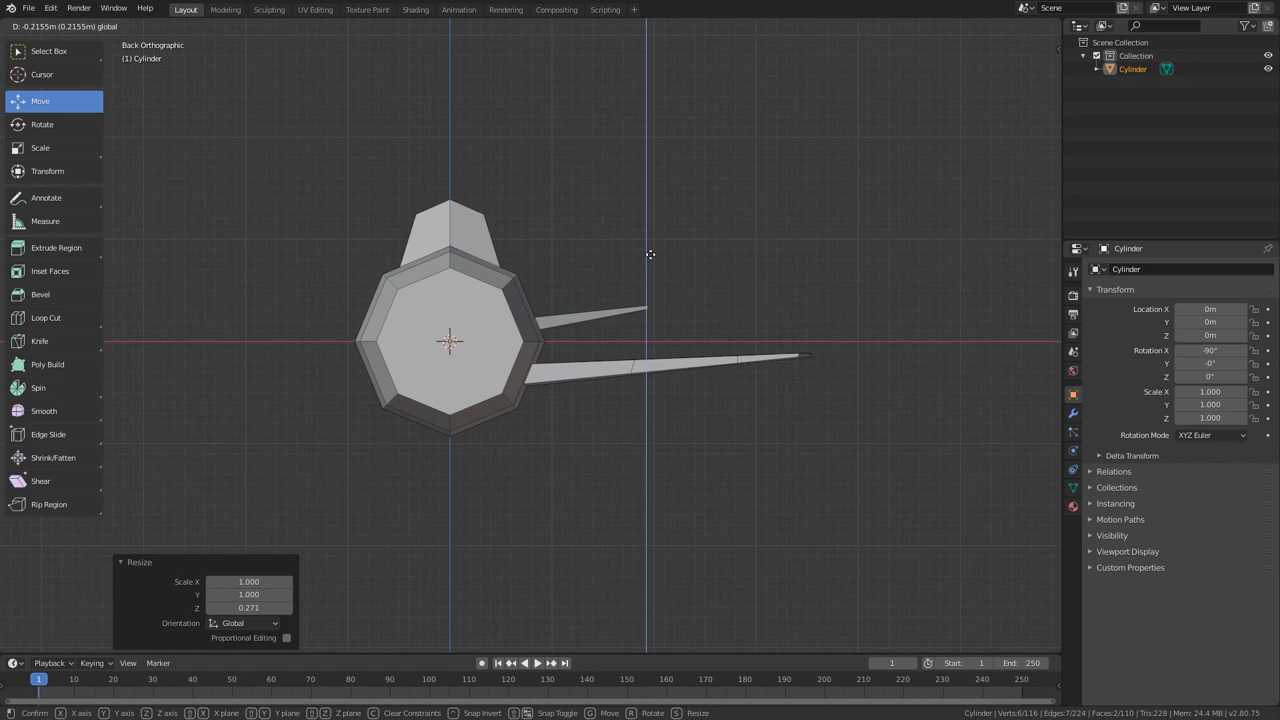 File Edit Render Window Help
Layout Modeling Sculpting UV Editing Texture Paint Shading Animation Rendering Compositing Scripting +
Scene
View Layer
D: -0.2155m (0.2155m) global
Select Box
Cursor
Move
Rotate
Scale
Transform
Annotate
Measure
Extrude Region
Inset Faces
Bevel
Loop Cut
Knife
Poly Build
Spin
Smooth
Edge Slide
Shrink/Fatten
Shear
Rip Region
Back Orthographic
(1) Cylinder
Resize
Scale X 1.000
Y 1.000
Z 0.271
Orientation Global
Proportional Editing
Scene Collection
Collection
Cylinder
Cylinder
Cylinder
Transform
Location X 0m
Y 0m
Z 0m
Rotation X -90°
Y -0°
Z 0°
Scale X 1.000
Y 1.000
Z 1.000
Rotation Mode XYZ Euler
Delta Transform
Relations
Collections
Instancing
Motion Paths
Visibility
Viewport Display
Custom Properties
Playback Keying View Marker
1 Start: 1 End: 250
1 10 20 30 40 50 60 70 80 90 100 110 120 130 140 150 160 170 180 190 200 210 220 230 240 250
Confirm X X axis Y Y axis Z Z axis X X plane Y Y plane Z Z plane C Clear Constraints Snap Invert Snap Toggle G Move R Rotate S Resize
Cylinder | Verts:6/116 | Edges:7/224 | Faces:2/110 | Tris:228 | Mem: 24.4 MB | v2.80.75